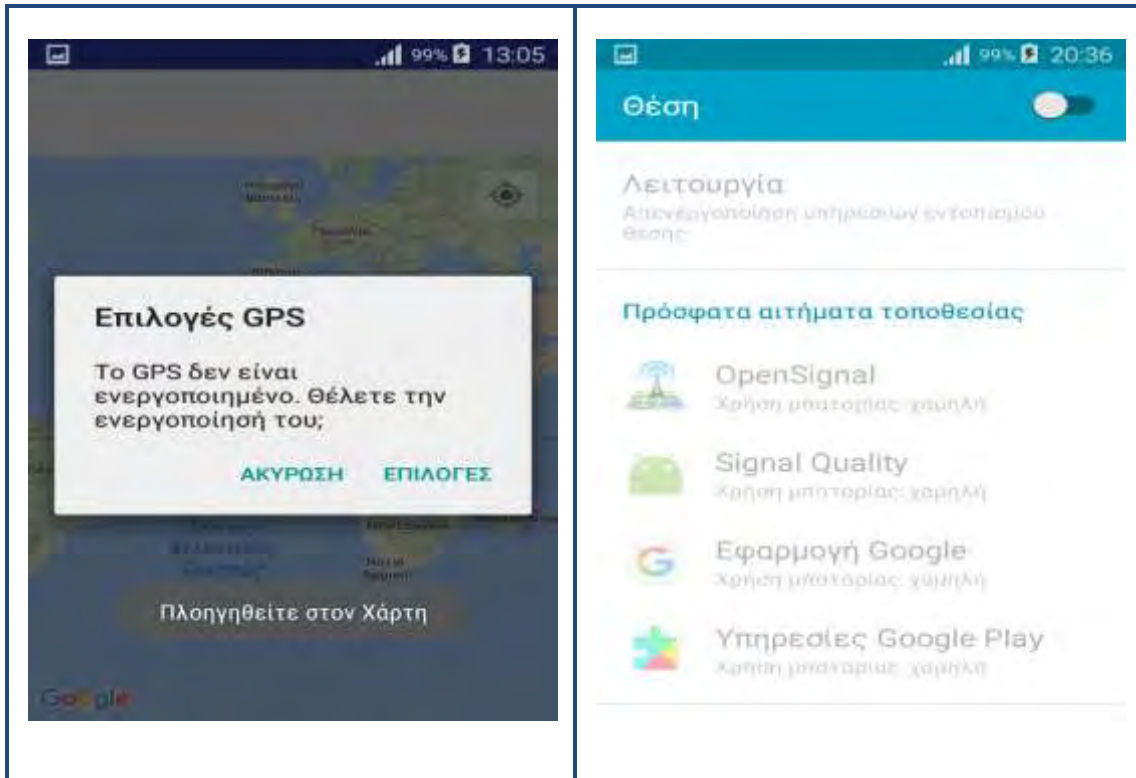 99% 13:05
Επιλογές GPS
Το GPS δεν είναι
ενεργοποιημένο. Θέλετε την
ενεργοποίησή του;
ΑΚΥΡΩΣΗ ΕΠΙΛΟΓΕΣ
Πλοηγηθείτε στον Χάρτη
Google
99% 20:36
Θέση
Λειτουργία
Απενεργοποίηση υπηρεσιών εντοπισμού
θέσης
Πρόσφατα αιτήματα τοποθεσίας
OpenSignal
Χρήση μπαταρίας: χαμηλή
Signal Quality
Χρήση μπαταρίας: χαμηλή
Εφαρμογή Google
Χρήση μπαταρίας: χαμηλή
Υπηρεσίες Google Play
Χρήση μπαταρίας: χαμηλή